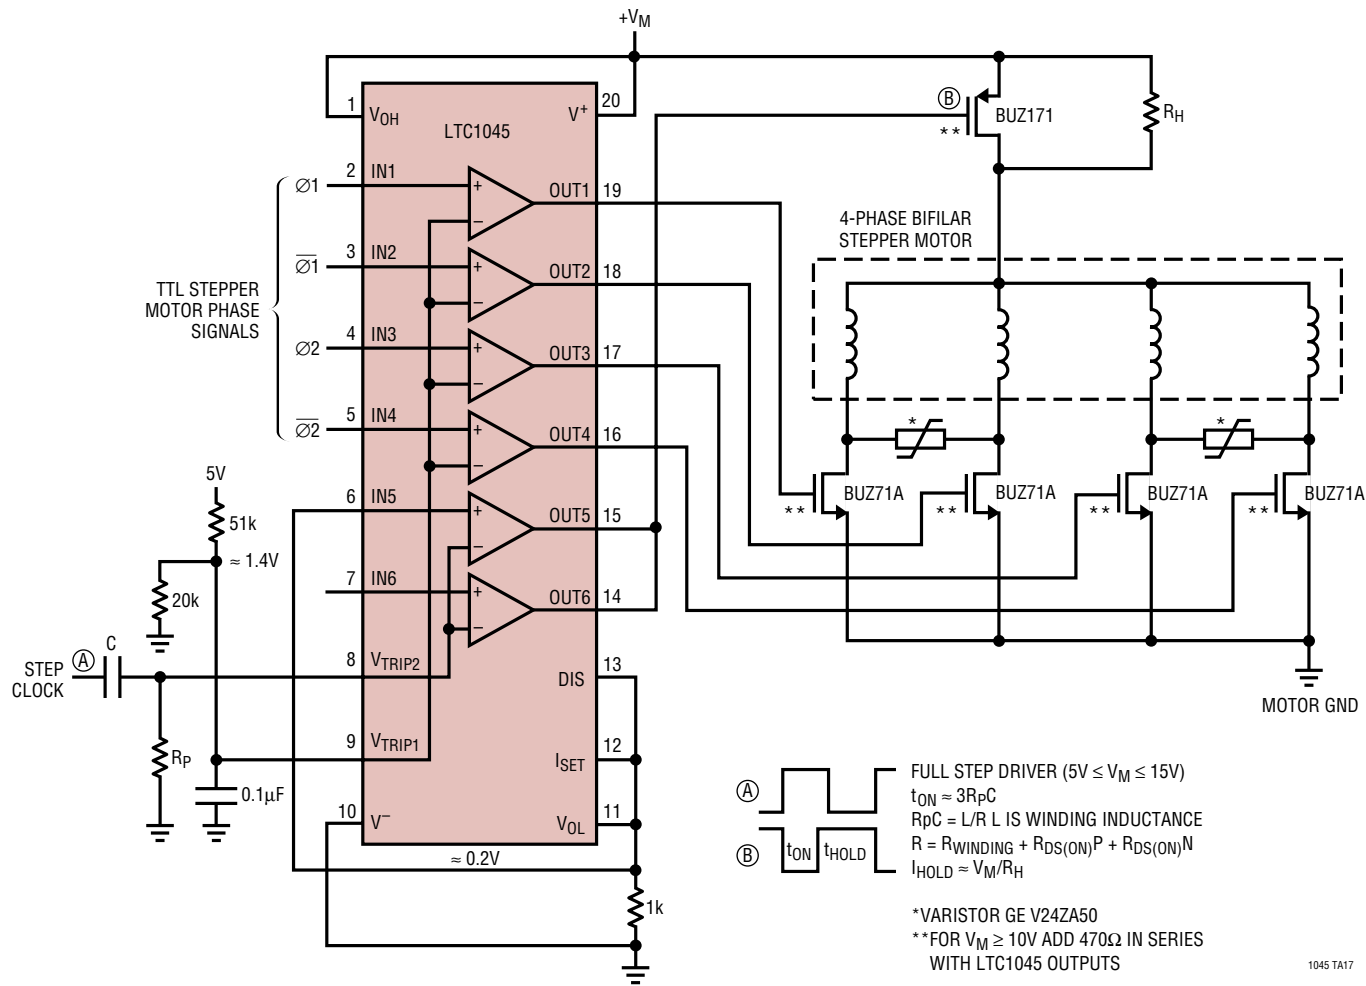 +VM
1
VOH
LTC1045
V+
20
B
**
BUZ171
RH
2
IN1
+
–
OUT1
19
∅1
3
IN2
+
–
OUT2
18
∅1̅
TTL STEPPER
MOTOR PHASE
SIGNALS
4
IN3
+
–
OUT3
17
∅2
5
IN4
+
–
OUT4
16
∅2̅
4-PHASE BIFILAR
STEPPER MOTOR
*
*
**
BUZ71A
**
BUZ71A
**
BUZ71A
**
BUZ71A
5V
51k
≈ 1.4V
20k
6
IN5
+
–
OUT5
15
7
IN6
+
–
OUT6
14
STEP
CLOCK
A
C
8
VTRIP2
DIS
13
RP
9
VTRIP1
ISET
12
0.1µF
10
V–
VOL
11
≈ 0.2V
1k
MOTOR GND
A
B
tON
tHOLD
FULL STEP DRIVER (5V ≤ VM ≤ 15V)
tON ≈ 3RPC
RpC = L/R L IS WINDING INDUCTANCE
R = RWINDING + RDS(ON)P + RDS(ON)N
IHOLD ≈ VM/RH
*VARISTOR GE V24ZA50
**FOR VM ≥ 10V ADD 470Ω IN SERIES
WITH LTC1045 OUTPUTS
1045 TA17